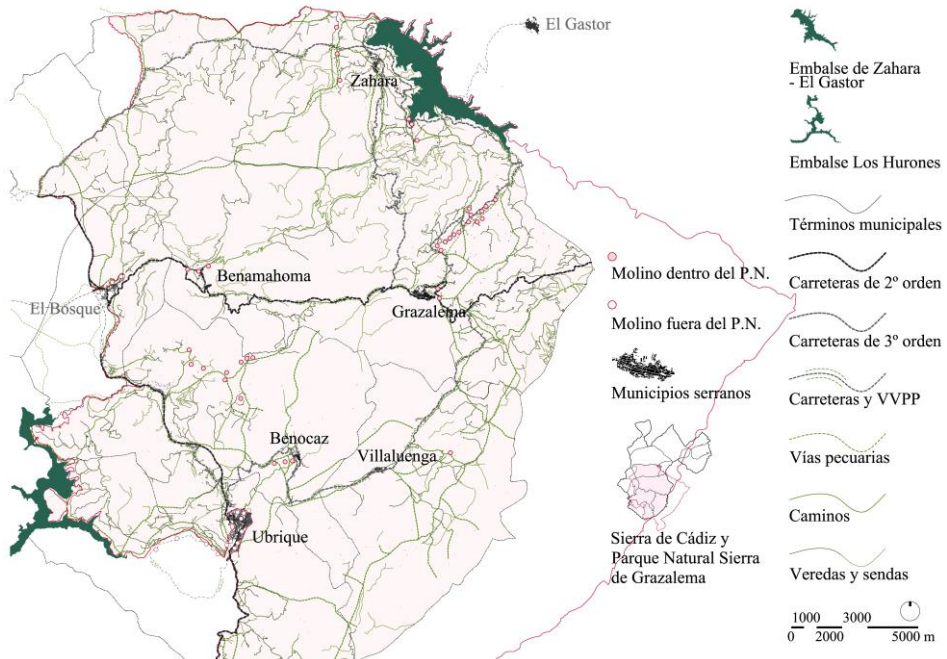 El Gastor
Zahara
Benamahoma
El Bosque
Grazalema
Benocaz
Villaluenga
Ubrique
Molino dentro del P.N.
Molino fuera del P.N.
Municipios serranos
Sierra de Cádiz y
Parque Natural Sierra
de Grazalema
Embalse de Zahara
- El Gastor
Embalse Los Hurones
Términos municipales
Carreteras de 2º orden
Carreteras de 3º orden
Carreteras y VVPP
Vías pecuarias
Caminos
Veredas y sendas
1000 3000
0 2000 5000 m